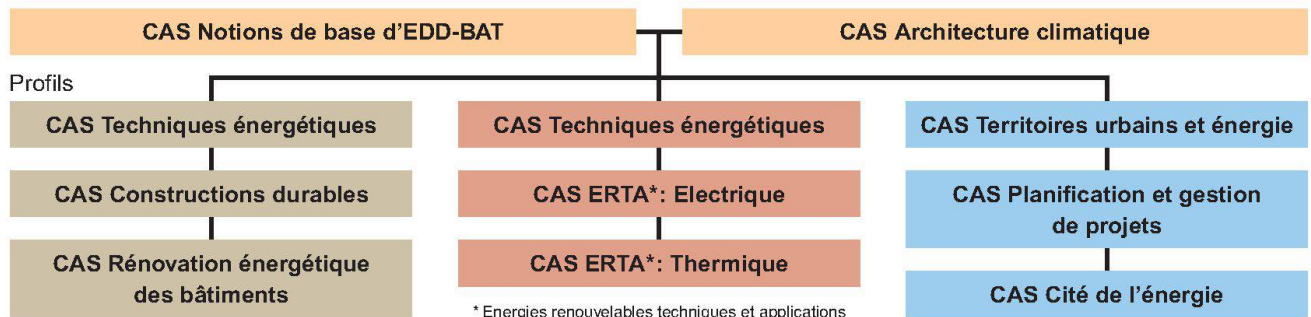 CAS Notions de base d'EDD-BAT
CAS Architecture climatique
Profils
CAS Techniques énergétiques
CAS Constructions durables
CAS Rénovation énergétique
des bâtiments
CAS Techniques énergétiques
CAS ERTA*: Electrique
CAS ERTA*: Thermique
* Energies renouvelables techniques et applications
CAS Territoires urbains et énergie
CAS Planification et gestion
de projets
CAS Cité de l'énergie